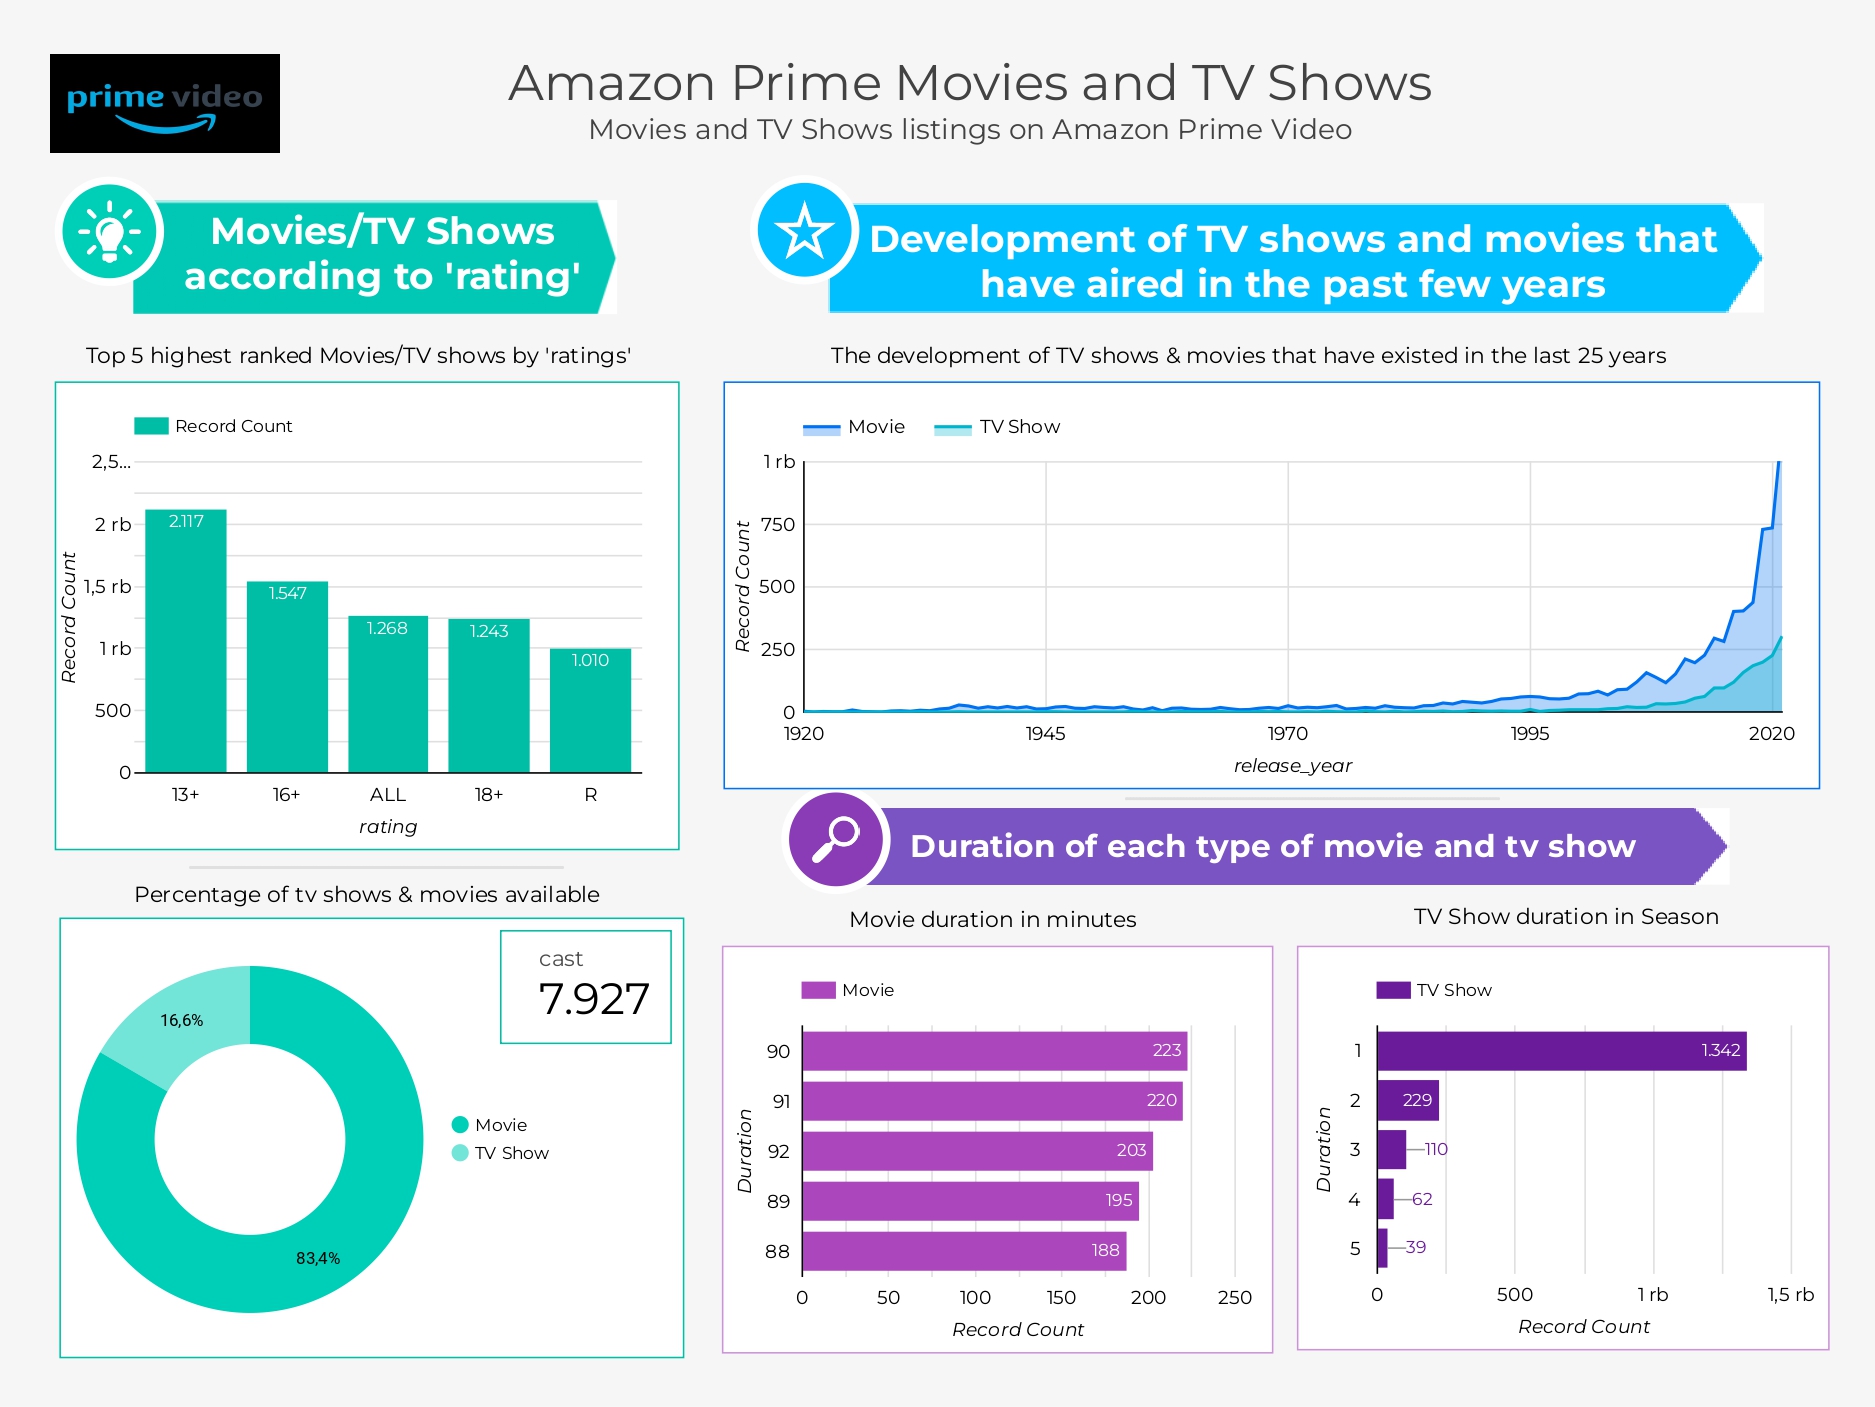 prime video
Amazon Prime Movies and TV Shows
Movies and TV Shows listings on Amazon Prime Video
Movies/TV Shows
according to 'rating'
Development of TV shows and movies that
have aired in the past few years
Top 5 highest ranked Movies/TV shows by 'ratings'
Record Count
2,5...
2 rb
1,5 rb
1 rb
500
0
Record Count
2.117
1.547
1.268
1.243
1.010
13+ 16+ ALL 18+ R
rating
The development of TV shows & movies that have existed in the last 25 years
Movie TV Show
1 rb
750
500
250
0
Record Count
1920 1945 1970 1995 2020
release_year
Percentage of tv shows & movies available
cast
7.927
16,6%
83,4%
Movie
TV Show
Duration of each type of movie and tv show
Movie duration in minutes
Movie
Duration
90 223
91 220
92 203
89 195
88 188
0 50 100 150 200 250
Record Count
TV Show duration in Season
TV Show
Duration
1 1.342
2 229
3 110
4 62
5 39
0 500 1 rb 1,5 rb
Record Count